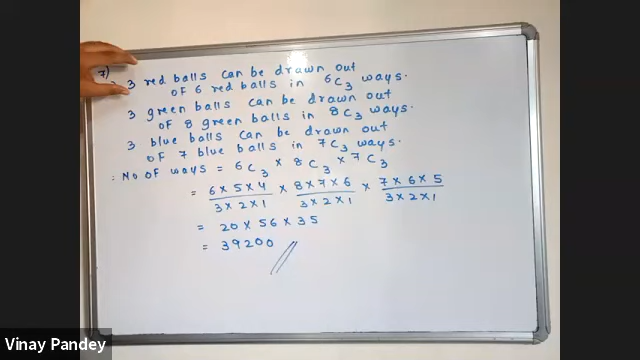 7)
3 red balls can be drawn out
of 6 red balls in 6C3 ways.
3 green balls can be drawn out
of 8 green balls in 8C3 ways.
3 blue balls can be drawn out
of 7 blue balls in 7C3 ways.
∴ No of ways = 6C3 × 8C3 × 7C3
= 6×5×4/3×2×1 × 8×7×6/3×2×1 × 7×6×5/3×2×1
= 20 × 56 × 35
= 39200
Vinay Pandey